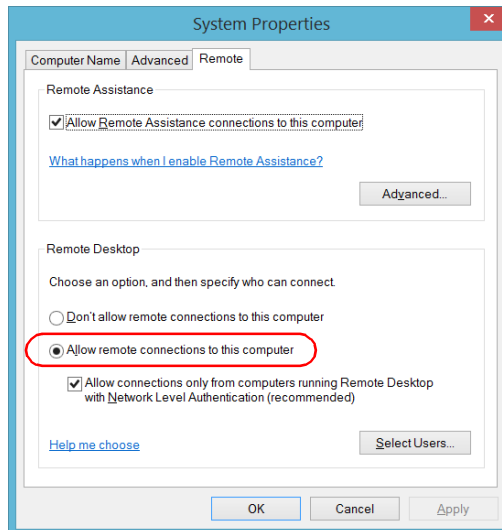 System Properties
Computer Name
Advanced
Remote
Remote Assistance
Allow Remote Assistance connections to this computer
What happens when I enable Remote Assistance?
Advanced...
Remote Desktop
Choose an option, and then specify who can connect.
Don't allow remote connections to this computer
Allow remote connections to this computer
Allow connections only from computers running Remote Desktop
with Network Level Authentication (recommended)
Help me choose
Select Users...
OK
Cancel
Apply